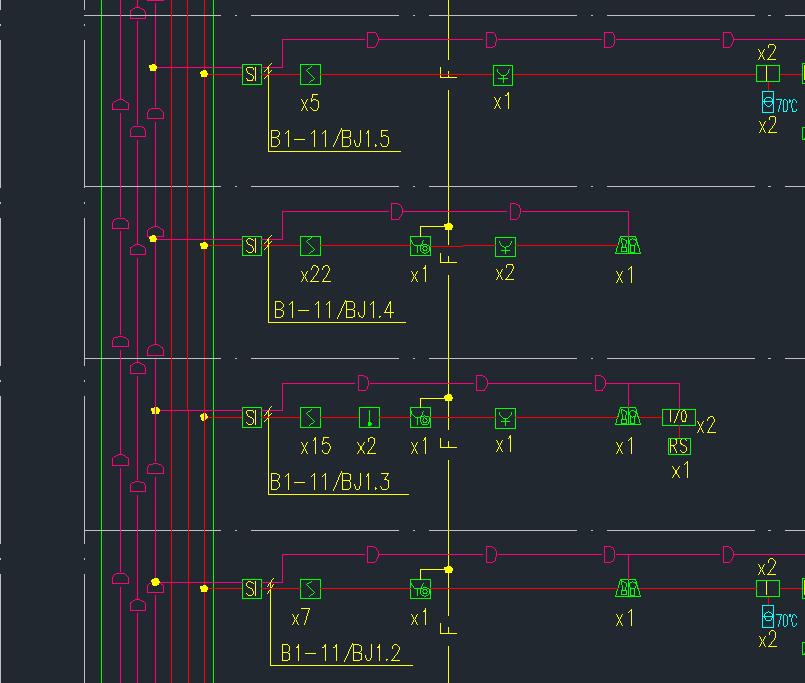 x2
SI
F
70℃
x5
x1
x2
B1-11/BJ1.5
SI
F
x22
x1
x2
x1
B1-11/BJ1.4
SI
I/O
x2
F
RS
x15
x2
x1
x1
x1
x1
B1-11/BJ1.3
x2
SI
70℃
x7
x1
x1
F
x2
B1-11/BJ1.2